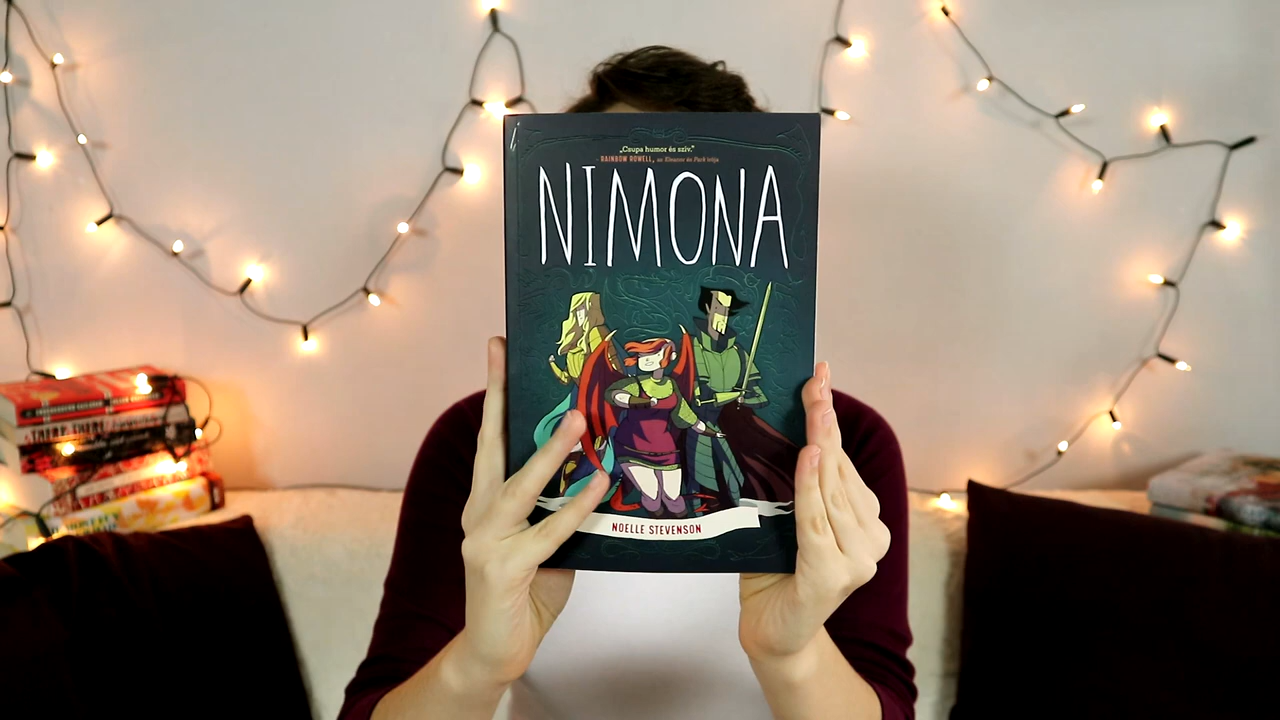 „Csupa humor és szív.”
- RAINBOW ROWELL, az Eleanor és Park írója
NIMONA
NOELLE STEVENSON